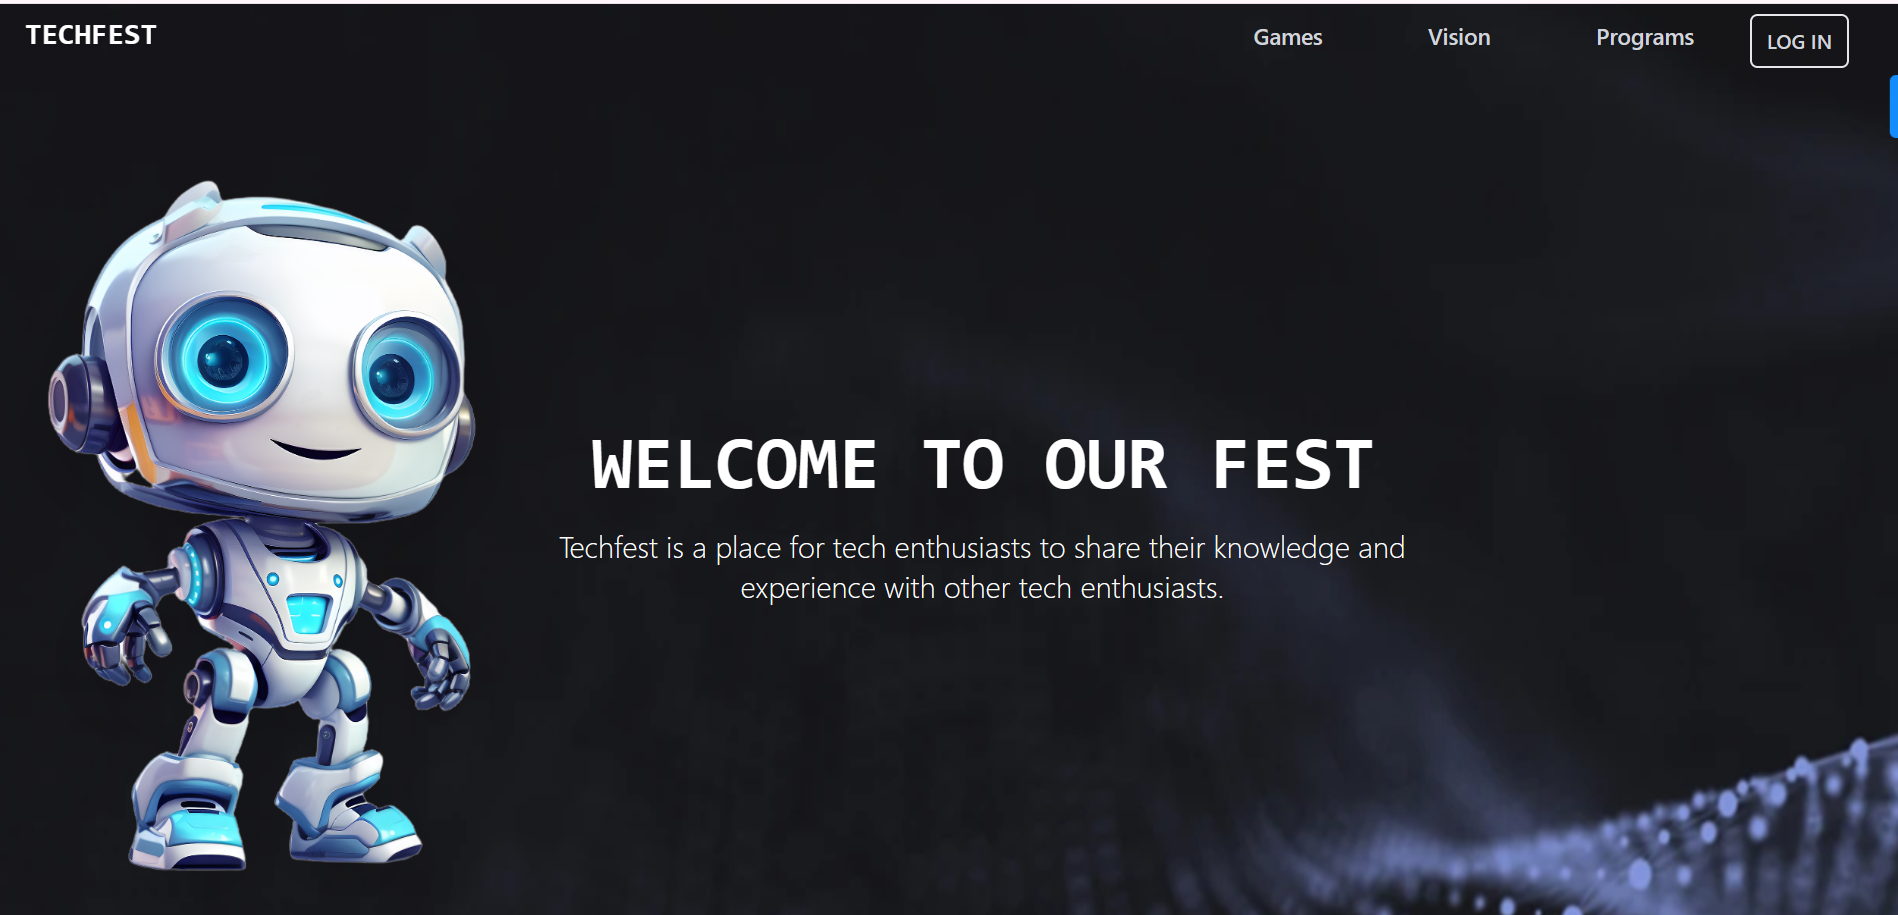 TECHFEST
Games
Vision
Programs
LOG IN
WELCOME TO OUR FEST
Techfest is a place for tech enthusiasts to share their knowledge and
experience with other tech enthusiasts.